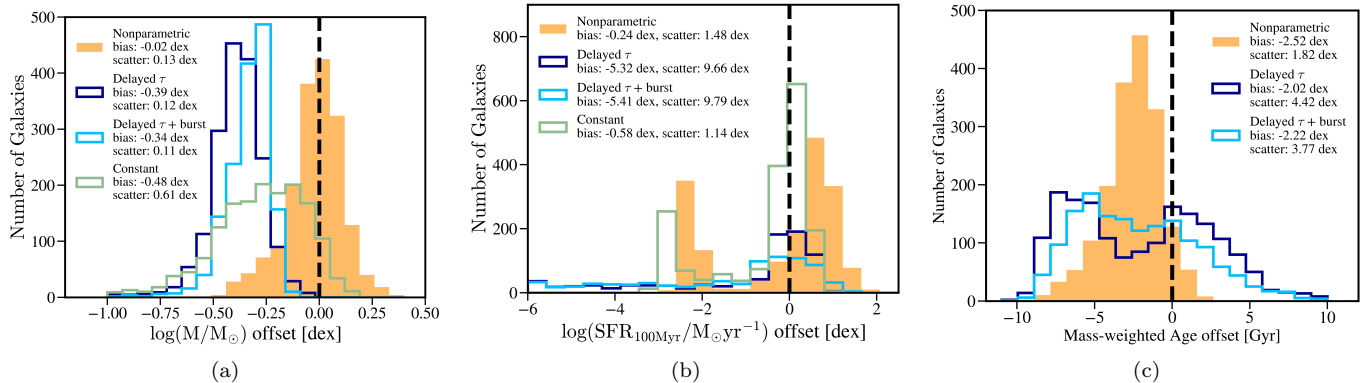 500
400
300
200
100
0
Number of Galaxies
Nonparametric
bias: -0.02 dex
scatter: 0.13 dex
Delayed τ
bias: -0.39 dex
scatter: 0.12 dex
Delayed τ + burst
bias: -0.34 dex
scatter: 0.11 dex
Constant
bias: -0.48 dex
scatter: 0.61 dex
−1.00 −0.75 −0.50 −0.25 0.00 0.25 0.50
log(M/M⊙) offset [dex]
(a)
800
600
400
200
0
Number of Galaxies
Nonparametric
bias: -0.24 dex, scatter: 1.48 dex
Delayed τ
bias: -5.32 dex, scatter: 9.66 dex
Delayed τ + burst
bias: -5.41 dex, scatter: 9.79 dex
Constant
bias: -0.58 dex, scatter: 1.14 dex
−6 −4 −2 0 2
log(SFR100Myr/M⊙yr−1) offset [dex]
(b)
500
400
300
200
100
0
Number of Galaxies
Nonparametric
bias: -2.52 dex
scatter: 1.82 dex
Delayed τ
bias: -2.02 dex
scatter: 4.42 dex
Delayed τ + burst
bias: -2.22 dex
scatter: 3.77 dex
−10 −5 0 5 10
Mass-weighted Age offset [Gyr]
(c)